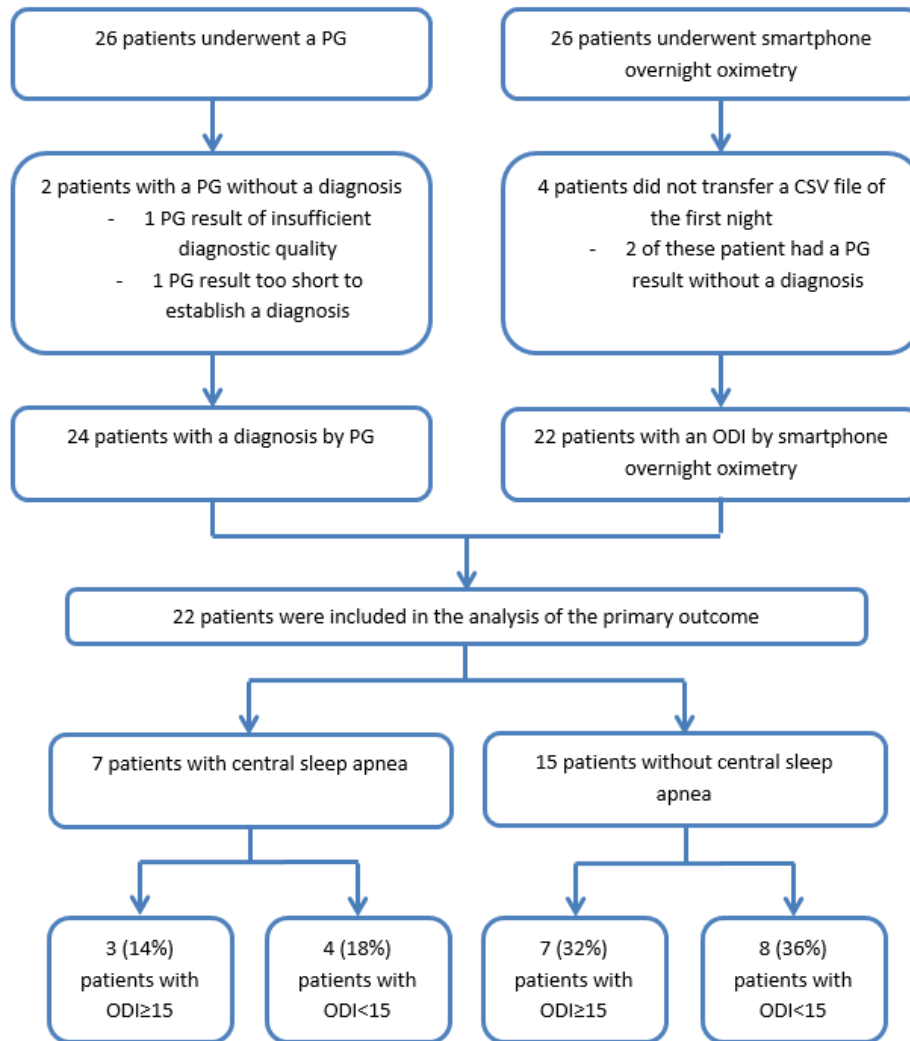 26 patients underwent a PG
26 patients underwent smartphone
overnight oximetry
2 patients with a PG without a diagnosis
- 1 PG result of insufficient
diagnostic quality
- 1 PG result too short to
establish a diagnosis
4 patients did not transfer a CSV file of
the first night
- 2 of these patient had a PG
result without a diagnosis
24 patients with a diagnosis by PG
22 patients with an ODI by smartphone
overnight oximetry
22 patients were included in the analysis of the primary outcome
7 patients with central sleep apnea
15 patients without central sleep
apnea
3 (14%)
patients with
ODI≥15
4 (18%)
patients with
ODI<15
7 (32%)
patients with
ODI≥15
8 (36%)
patients with
ODI<15